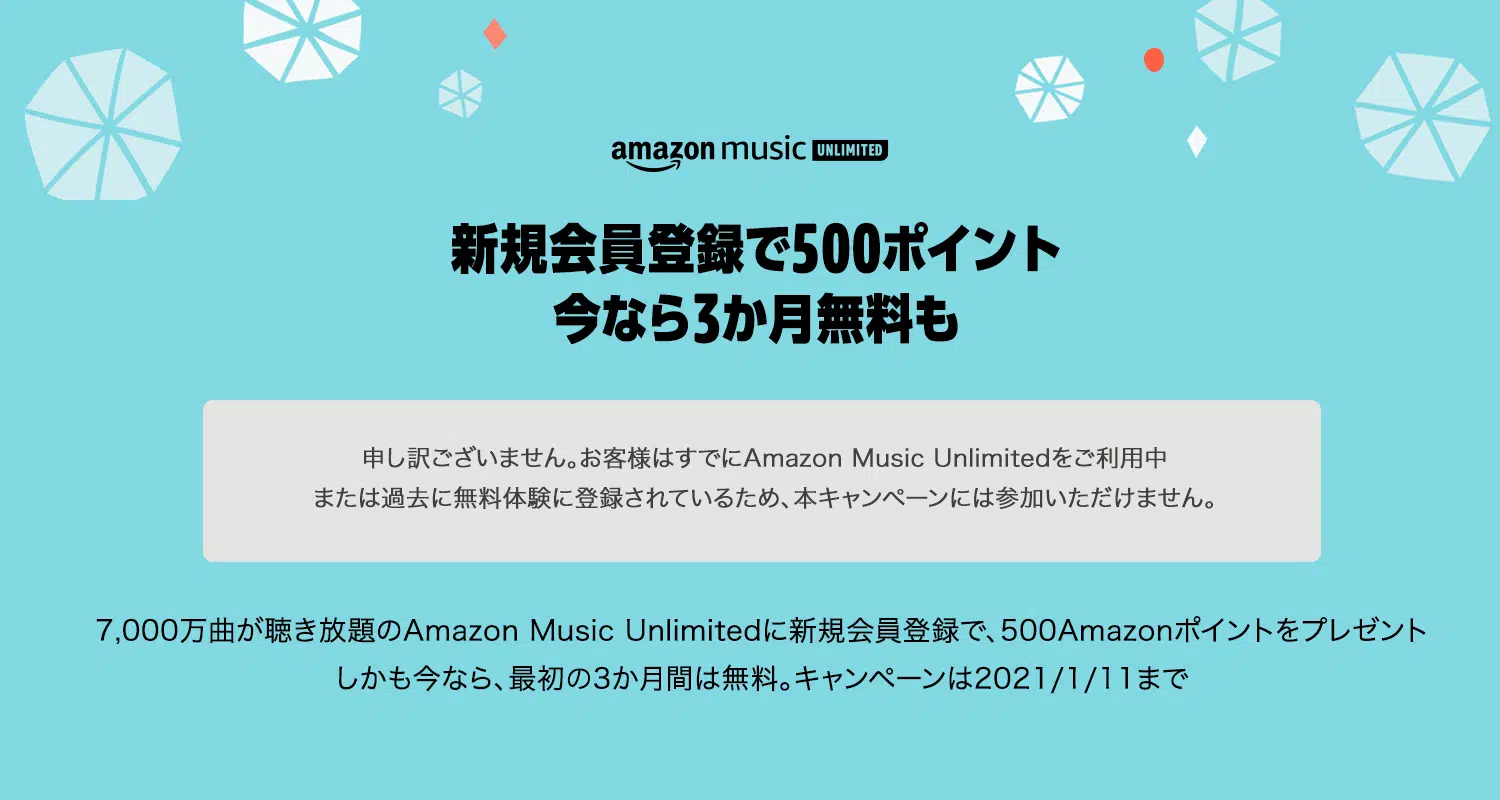 amazon music UNLIMITED
新規会員登録で500ポイント
今なら3か月無料も
申し訳ございません。お客様はすでにAmazon Music Unlimitedをご利用中
または過去に無料体験に登録されているため、本キャンペーンには参加いただけません。
7,000万曲が聴き放題のAmazon Music Unlimitedに新規会員登録で、500Amazonポイントをプレゼント
しかも今なら、最初の3か月間は無料。キャンペーンは2021/1/11まで